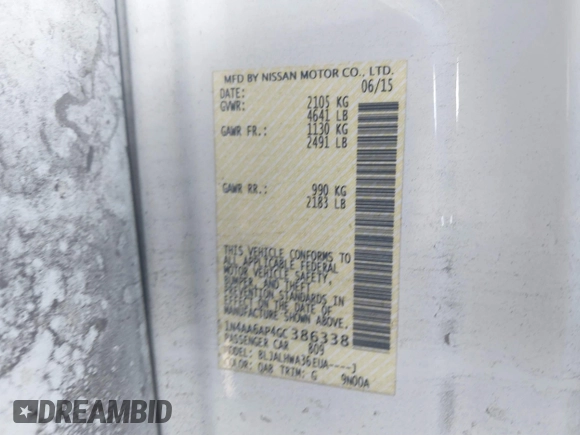 MFD BY NISSAN MOTOR CO., LTD.
DATE: 06/15
GVWR: 2105 KG
4641 LB
GAWR FR.: 1130 KG
2491 LB
GAWR RR.: 990 KG
2183 LB
THIS VEHICLE CONFORMS TO
ALL APPLICABLE FEDERAL
MOTOR VEHICLE SAFETY,
BUMPER, AND THEFT
PREVENTION STANDARDS IN
EFFECT ON THE DATE OF
MANUFACTURE SHOWN ABOVE.
1N4AA6AP4GC386338
PASSENGER CAR 809
MODEL: BLJALHWA36EUA----J
COLOR: QAB TRIM: G 9N00A
DREAMBID